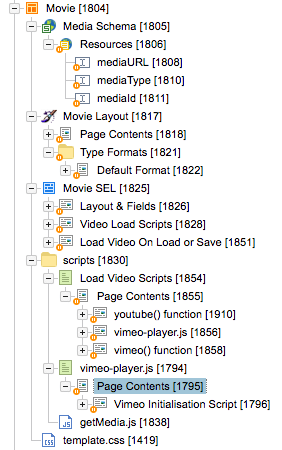 Movie [1804]
Media Schema [1805]
Resources [1806]
mediaURL [1808]
mediaType [1810]
mediaId [1811]
Movie Layout [1817]
Page Contents [1818]
Type Formats [1821]
Default Format [1822]
Movie SEL [1825]
Layout & Fields [1826]
Video Load Scripts [1828]
Load Video On Load or Save [1851]
scripts [1830]
Load Video Scripts [1854]
Page Contents [1855]
youtube() function [1910]
vimeo-player.js [1856]
vimeo() function [1858]
vimeo-player.js [1794]
Page Contents [1795]
Vimeo Initialisation Script [1796]
getMedia.js [1838]
template.css [1419]